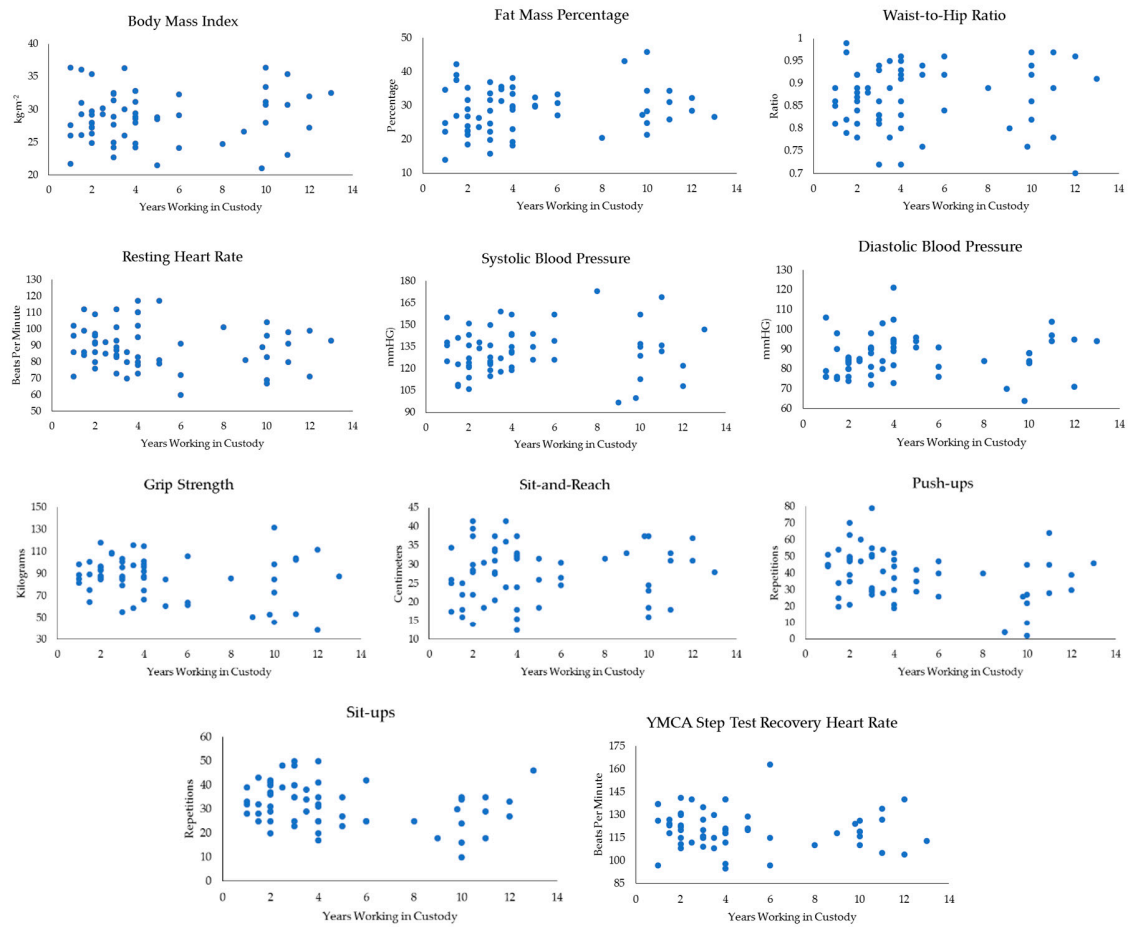 Body Mass Index
40
35
30
25
20
kg·m⁻²
0 2 4 6 8 10 12 14
Years Working in Custody
Fat Mass Percentage
50
40
30
20
10
Percentage
0 2 4 6 8 10 12 14
Years Working in Custody
Waist-to-Hip Ratio
1
0.95
0.9
0.85
0.8
0.75
0.7
Ratio
0 2 4 6 8 10 12 14
Years Working in Custody
Resting Heart Rate
130
120
110
100
90
80
70
60
50
Beats Per Minute
0 2 4 6 8 10 12 14
Years Working in Custody
Systolic Blood Pressure
180
165
150
135
120
105
90
mmHG)
0 2 4 6 8 10 12 14
Years Working in Custody
Diastolic Blood Pressure
130
120
110
100
90
80
70
60
mmHG)
0 2 4 6 8 10 12 14
Years Working in Custody
Grip Strength
150
130
110
90
70
50
30
Kilograms
0 2 4 6 8 10 12 14
Years Working in Custody
Sit-and-Reach
45
40
35
30
25
20
15
10
Centimeters
0 2 4 6 8 10 12 14
Years Working in Custody
Push-ups
80
70
60
50
40
30
20
10
0
Repetitions
0 2 4 6 8 10 12 14
Years Working in Custody
Sit-ups
60
50
40
30
20
10
0
Repetitions
0 2 4 6 8 10 12 14
Years Working in Custody
YMCA Step Test Recovery Heart Rate
175
160
145
130
115
100
85
Beats Per Minute
0 2 4 6 8 10 12 14
Years Working in Custody